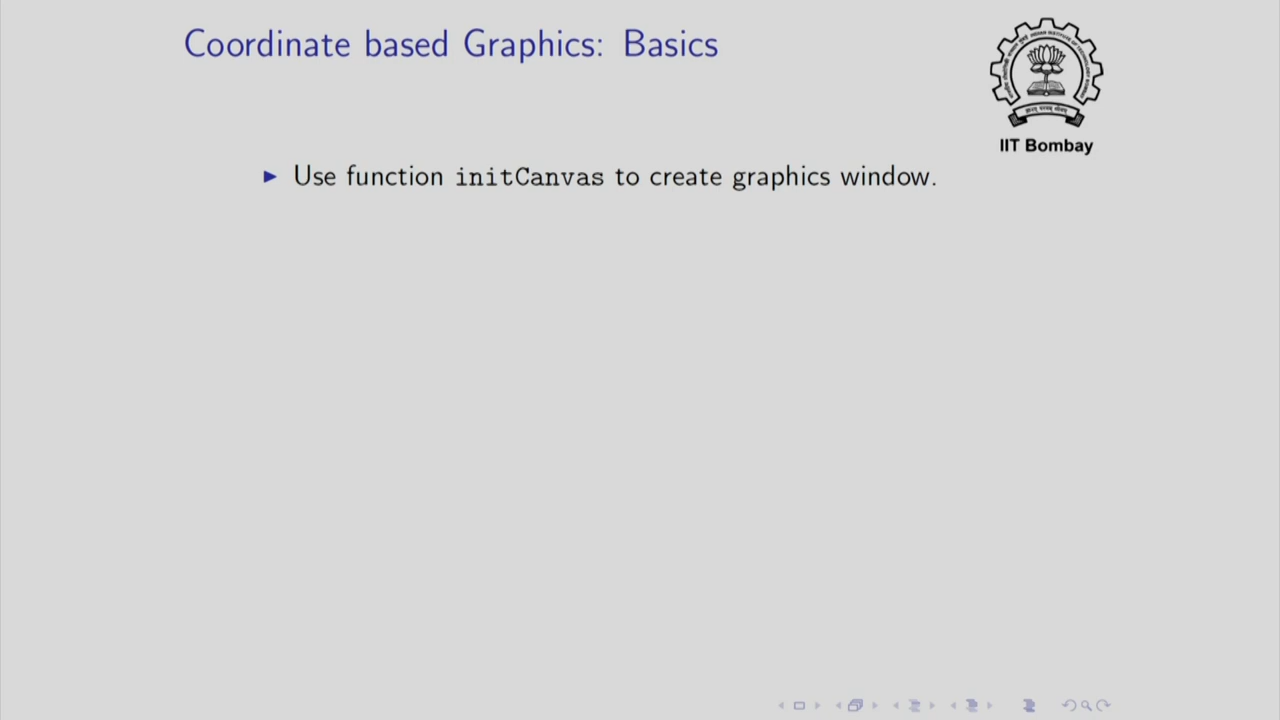 Coordinate based Graphics: Basics
IIT Bombay
▶ Use function initCanvas to create graphics window.